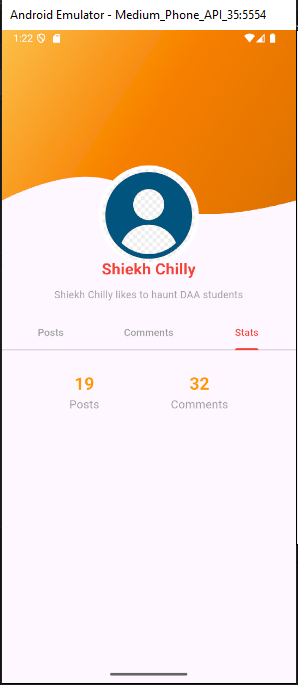 Android Emulator - Medium_Phone_API_35:5554
1:22
Shiekh Chilly
Shiekh Chilly likes to haunt DAA students
Posts Comments Stats
19 32
Posts Comments